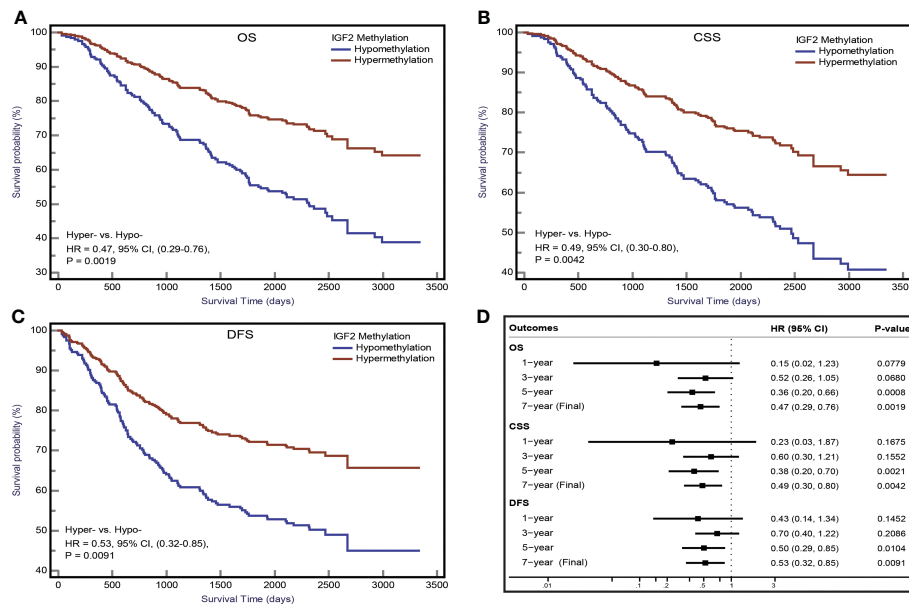 A
OS
IGF2 Methylation
Hypomethylation
Hypermethylation
100
90
80
70
60
50
40
30
Survival probability (%)
Hyper- vs. Hypo-
HR = 0.47, 95% CI, (0.29-0.76),
P = 0.0019
0 500 1000 1500 2000 2500 3000 3500
Survival Time (days)
B
CSS
IGF2 Methylation
Hypomethylation
Hypermethylation
100
90
80
70
60
50
40
Survival probability (%)
Hyper- vs. Hypo-
HR = 0.49, 95% CI, (0.30-0.80),
P = 0.0042
0 500 1000 1500 2000 2500 3000 3500
Survival Time (days)
C
DFS
IGF2 Methylation
Hypomethylation
Hypermethylation
100
90
80
70
60
50
40
Survival probability (%)
Hyper- vs. Hypo-
HR = 0.53, 95% CI, (0.32-0.85),
P = 0.0091
0 500 1000 1500 2000 2500 3000 3500
Survival Time (days)
D
Outcomes HR (95% CI) P-value
OS
1-year 0.15 (0.02, 1.23) 0.0779
3-year 0.52 (0.26, 1.05) 0.0680
5-year 0.36 (0.20, 0.66) 0.0008
7-year (Final) 0.47 (0.29, 0.76) 0.0019
CSS
1-year 0.23 (0.03, 1.87) 0.1675
3-year 0.60 (0.30, 1.21) 0.1552
5-year 0.38 (0.20, 0.70) 0.0021
7-year (Final) 0.49 (0.30, 0.80) 0.0042
DFS
1-year 0.43 (0.14, 1.34) 0.1452
3-year 0.70 (0.40, 1.22) 0.2086
5-year 0.50 (0.29, 0.85) 0.0104
7-year (Final) 0.53 (0.32, 0.85) 0.0091
.01 .1 .2 .5 1 3